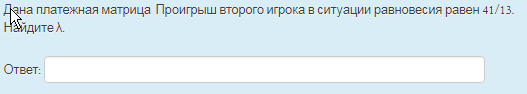 Дана платежная матрица Проигрыш второго игрока в ситуации равновесия равен 41/13.
Найдите λ.
Ответ: